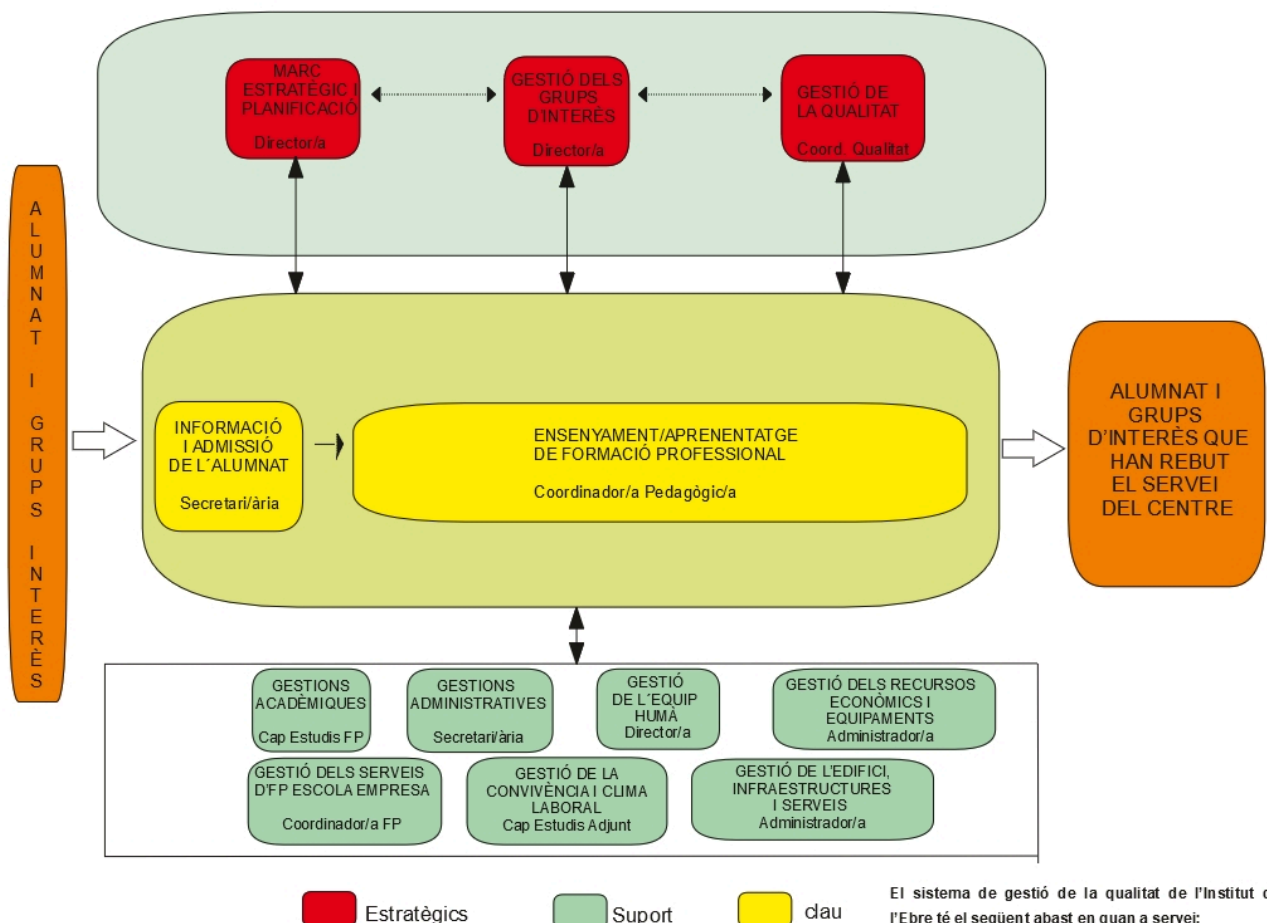 MARC
ESTRATÈGIC I
PLANIFICACIÓ
Director/a
GESTIÓ DELS
GRUPS
D'INTERÈS
Director/a
GESTIÓ DE
LA QUALITAT
Coord. Qualitat
ALUMNAT I GRUPS INTERÈS
INFORMACIÓ
I ADMISSIÓ
DE L´ALUMNAT
Secretari/ària
ENSENYAMENT/APRENENTATGE
DE FORMACIÓ PROFESSIONAL
Coordinador/a Pedagògic/a
ALUMNAT I
GRUPS
D'INTERÈS QUE
HAN REBUT
EL SERVEI
DEL CENTRE
GESTIONS
ACADÈMIQUES
Cap Estudis FP
GESTIONS
ADMINISTRATIVES
Secretari/ària
GESTIÓ
DE L´EQUIP
HUMÀ
Director/a
GESTIÓ DELS RECURSOS
ECONÒMICS I
EQUIPAMENTS
Administrador/a
GESTIÓ DELS SERVEIS
D'FP ESCOLA EMPRESA
Coordinador/a FP
GESTIÓ DE LA
CONVIVÈNCIA I CLIMA
LABORAL
Cap Estudis Adjunt
GESTIÓ DE L'EDIFICI,
INFRAESTRUCTURES
I SERVEIS
Administrador/a
Estratègics
Suport
clau
El sistema de gestió de la qualitat de l'Institut
l'Ebre té el següent abast en quan a servei: